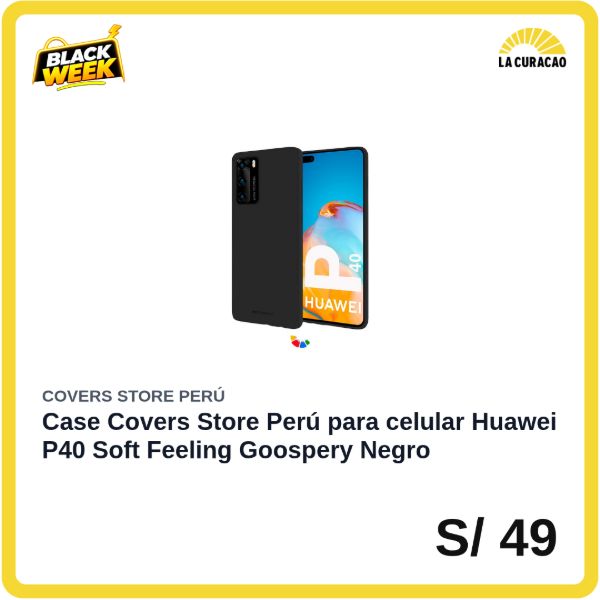 BLACK
WEEK
LA CURACAO
P40
HUAWEI
COVERS STORE PERÚ
Case Covers Store Perú para celular Huawei
P40 Soft Feeling Goospery Negro
S/ 49